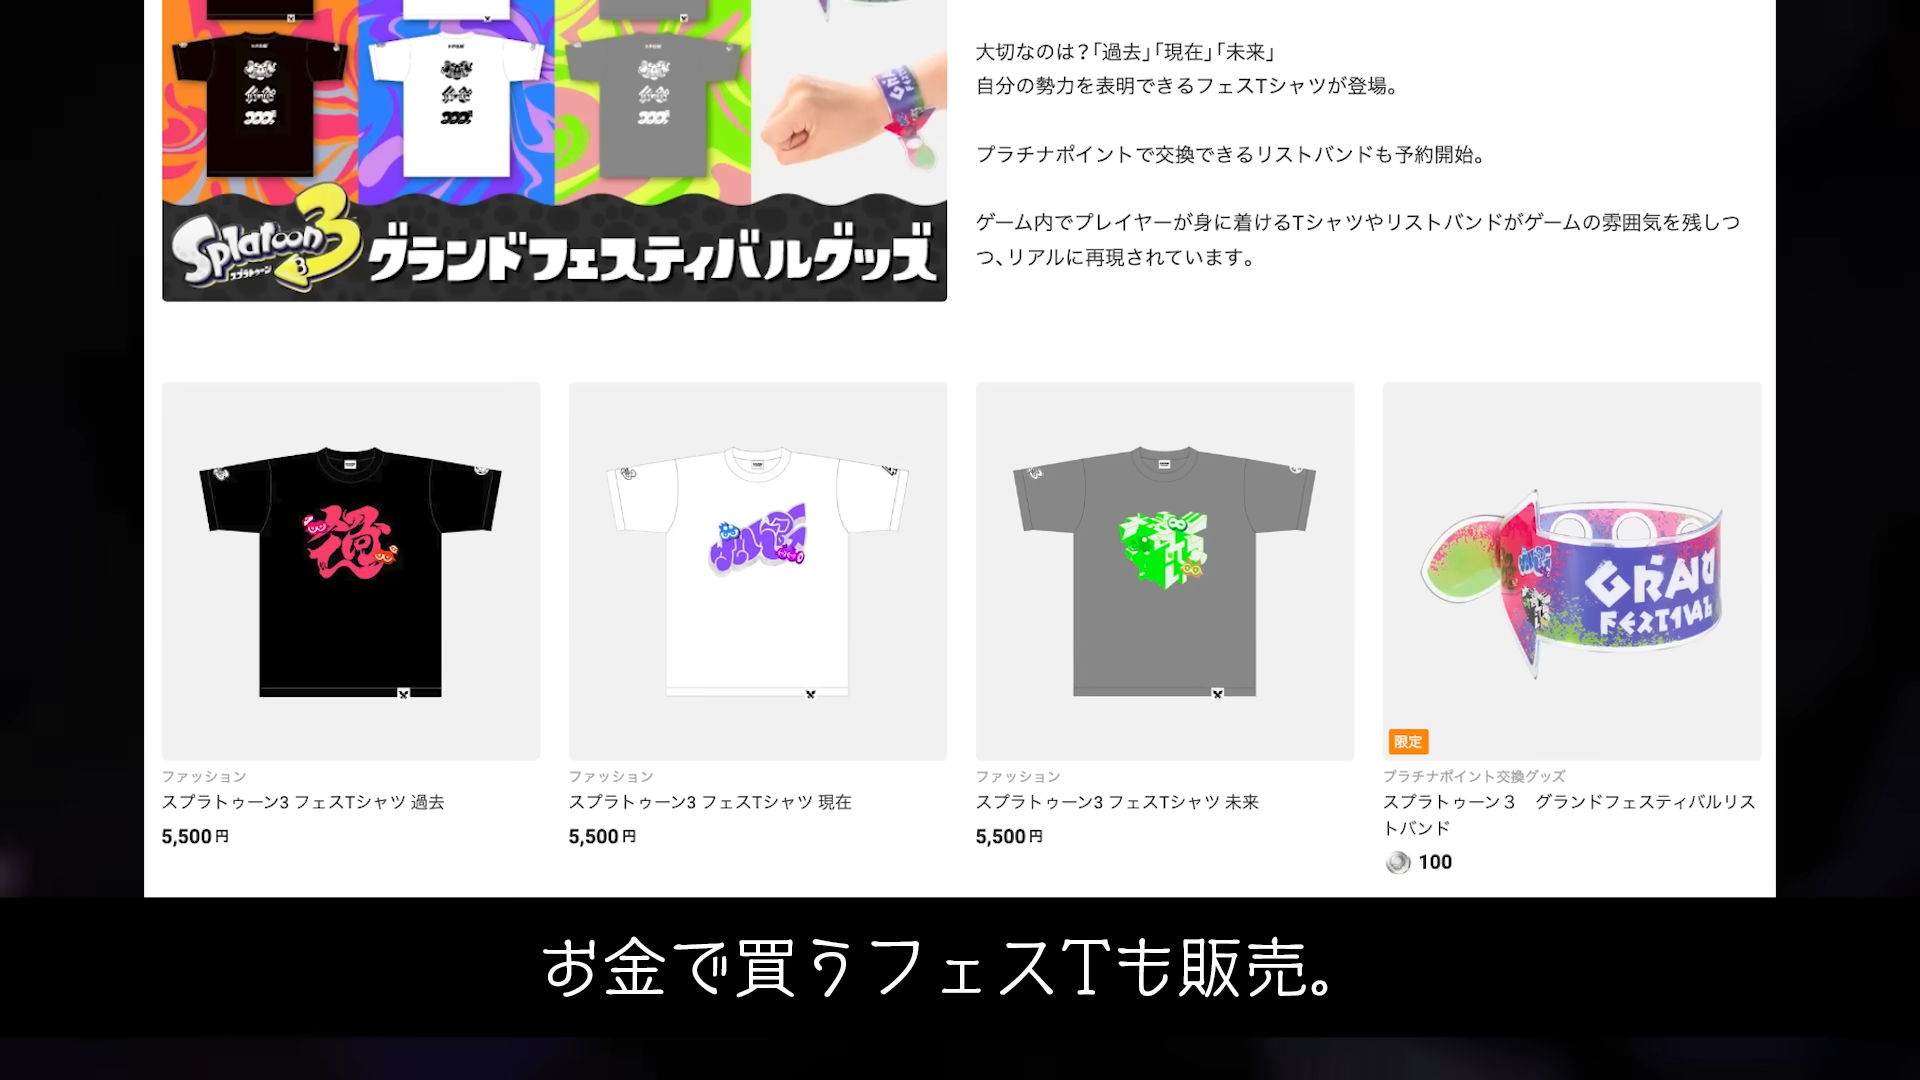 大切なのは？「過去」「現在」「未来」
自分の勢力を表明できるフェスTシャツが登場。
プラチナポイントで交換できるリストバンドも予約開始。
ゲーム内でプレイヤーが身に着けるTシャツやリストバンドがゲームの雰囲気を残しつ
つ、リアルに再現されています。
Splatoon 3
スプラトゥーン3
グランドフェスティバルグッズ
GRAND
FESTIVAL
限定
ファッション
スプラトゥーン3 フェスTシャツ 過去
5,500円
ファッション
スプラトゥーン3 フェスTシャツ 現在
5,500円
ファッション
スプラトゥーン3 フェスTシャツ 未来
5,500円
プラチナポイント交換グッズ
スプラトゥーン３　グランドフェスティバルリス
トバンド
100
お金で買うフェスTも販売。